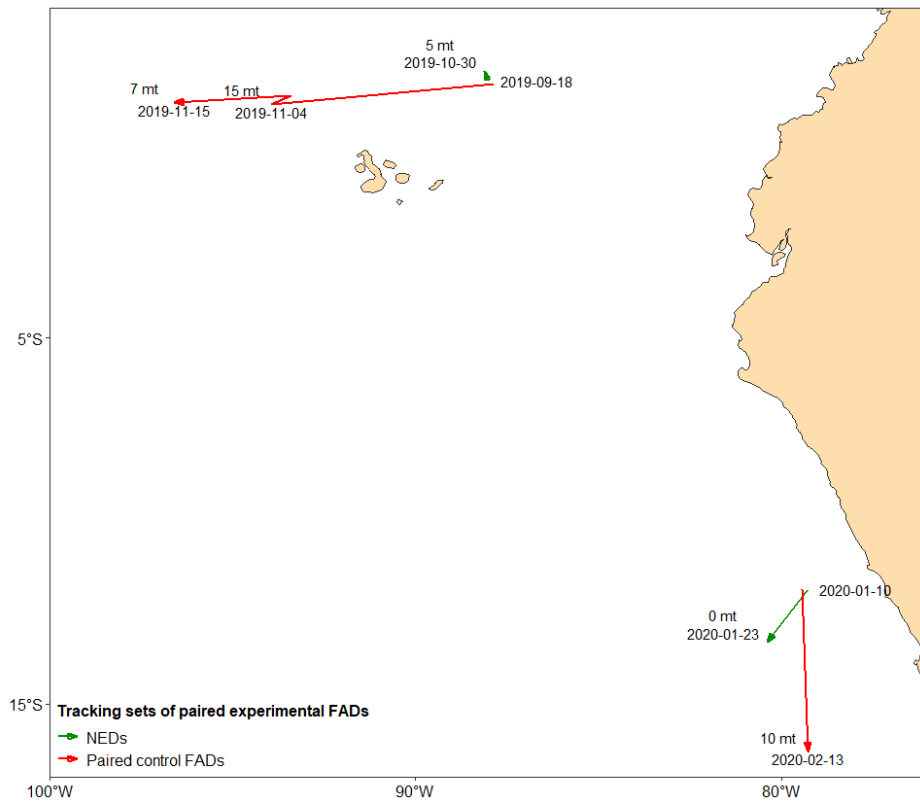 5 mt
2019-10-30
2019-09-18
7 mt
15 mt
2019-11-15
2019-11-04
5°S
2020-01-10
0 mt
2020-01-23
15°S
Tracking sets of paired experimental FADs
NEDs
Paired control FADs
10 mt
2020-02-13
100°W
90°W
80°W